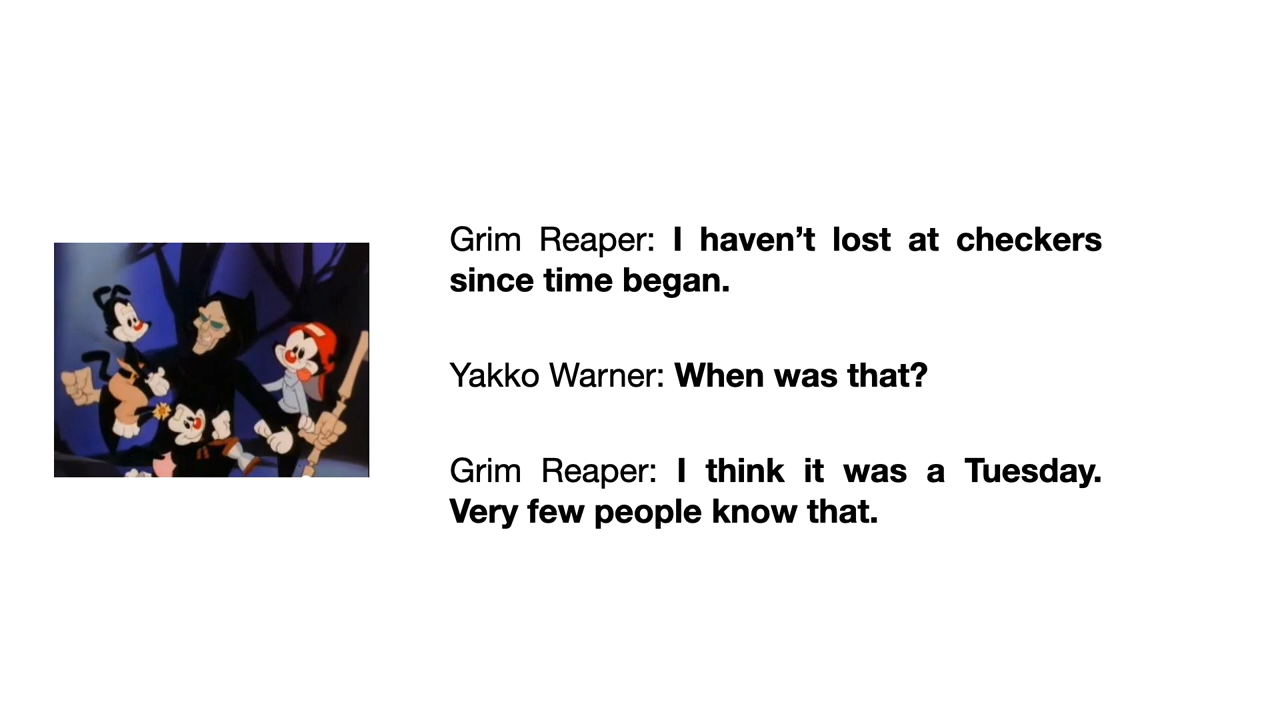 Grim Reaper: I haven’t lost at checkers
since time began.
Yakko Warner: When was that?
Grim Reaper: I think it was a Tuesday.
Very few people know that.